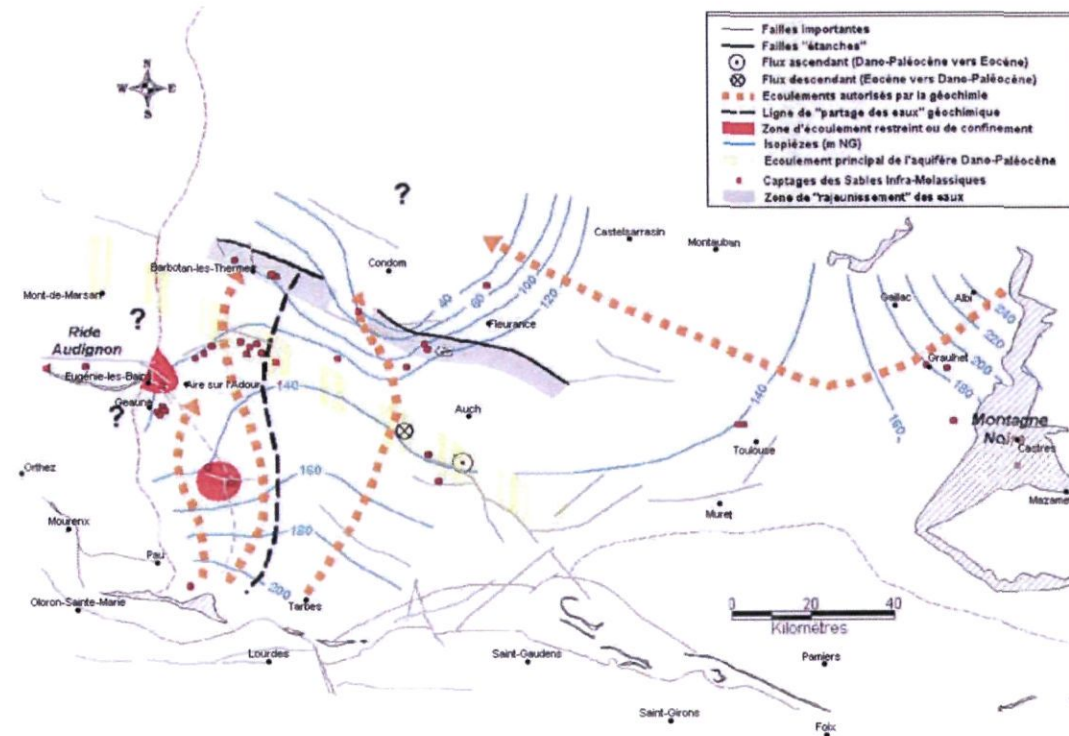 Failles importantes
Failles "étanches"
Flux ascendant (Dano-Paléocène vers Eocène)
Flux descendant (Eocène vers Dano-Paléocène)
Ecoulements autorisés par la géochimie
Ligne de "partage des eaux" géochimique
Zone d'écoulement restreint ou de confinement
Isopièzes (m NG)
Ecoulement principal de l'aquifère Dano-Paléocène
Captages des Sables Infra-Molassiques
Zone de "rajeunissement" des eaux
N
W E
S
?
Castelsarrasin
Montauban
Barbotan-les-Thermes
Condom
Mont-de-Marsan
40
80
100
120
Gaillac
Albi
240
220
200
180
160
?
Ride
Audignon
Fleurance
Graulhet
Eugénie-les-Bains
Aire sur l'Adour
140
140
Geaune
?
Auch
Toulouse
Montagne
Noire
Castres
Orthez
160
Mazamet
Muret
Mourenx
180
Pau
200
Oloron-Sainte-Marie
Tarbes
0 20 40
Kilomètres
Lourdes
Saint-Gaudens
Pamiers
Saint-Girons
Foix